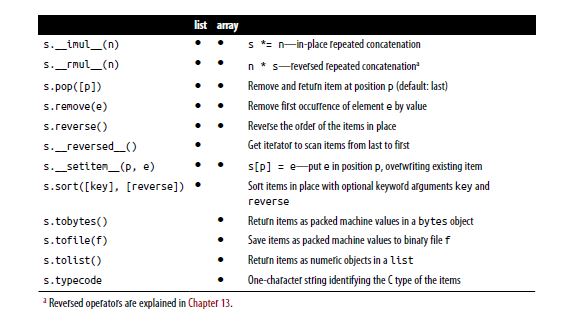 list array
s.__imul__(n) • • s *= n—in-place repeated concatenation
s.__rmul__(n) • • n * s—reversed repeated concatenationᵃ
s.pop([p]) • • Remove and return item at position p (default: last)
s.remove(e) • • Remove first occurrence of element e by value
s.reverse() • • Reverse the order of the items in place
s.__reversed__() • Get iterator to scan items from last to first
s.__setitem__(p, e) • • s[p] = e—put e in position p, overwriting existing item
s.sort([key], [reverse]) • Sort items in place with optional keyword arguments key and
reverse
s.tobytes() • Return items as packed machine values in a bytes object
s.tofile(f) • Save items as packed machine values to binary file f
s.tolist() • Return items as numeric objects in a list
s.typecode • One-character string identifying the C type of the items
ᵃ Reversed operators are explained in Chapter 13.